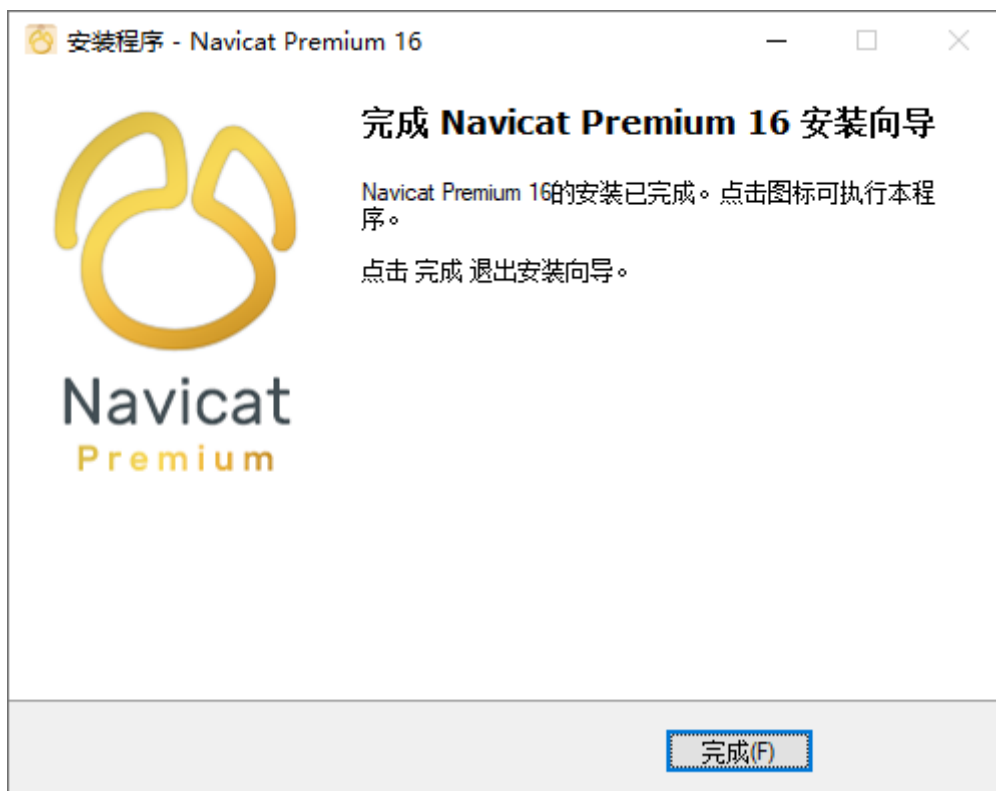 安装程序 - Navicat Premium 16
完成 Navicat Premium 16 安装向导
Navicat Premium 16的安装已完成。点击图标可执行本程
序。
点击 完成 退出安装向导。
Navicat
Premium
完成(F)